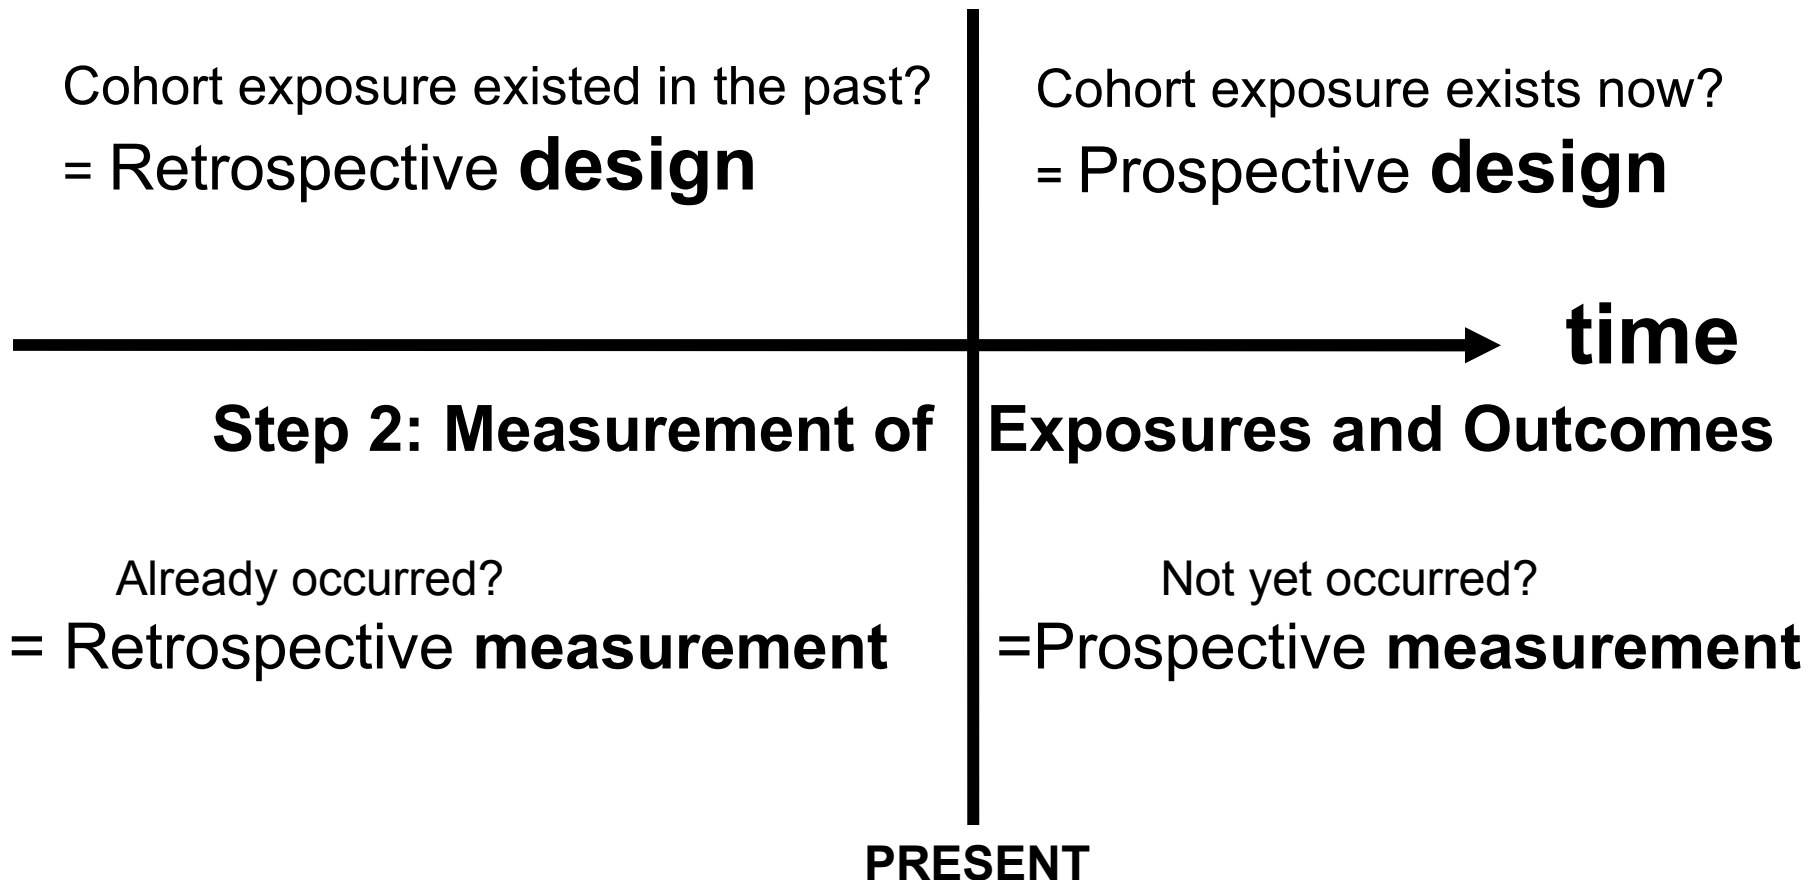 Cohort exposure existed in the past?
= Retrospective design
Cohort exposure exists now?
= Prospective design
time
Step 2: Measurement of Exposures and Outcomes
Already occurred?
= Retrospective measurement
Not yet occurred?
=Prospective measurement
PRESENT